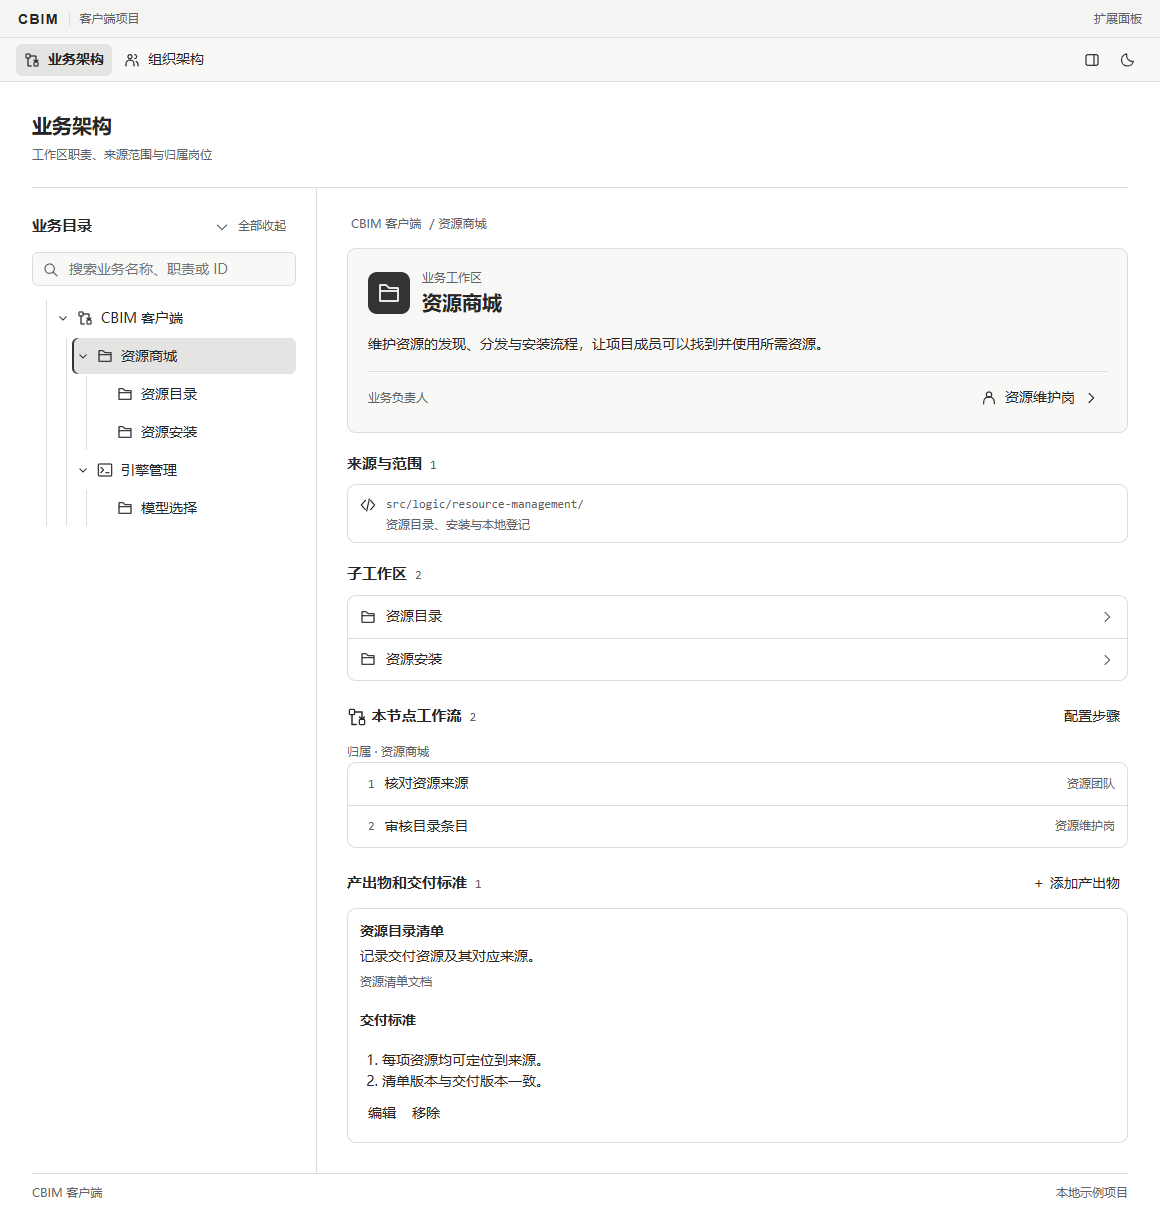 CBIM 客户端项目 扩展面板
业务架构 组织架构
业务架构
工作区职责、来源范围与归属岗位
业务目录 全部收起
搜索业务名称、职责或 ID
CBIM 客户端
资源商城
资源目录
资源安装
引擎管理
模型选择
CBIM 客户端 / 资源商城
业务工作区
资源商城
维护资源的发现、分发与安装流程，让项目成员可以找到并使用所需资源。
业务负责人 资源维护岗
来源与范围 1
src/logic/resource-management/
资源目录、安装与本地登记
子工作区 2
资源目录
资源安装
本节点工作流 2 配置步骤
归属 · 资源商城
1 核对资源来源 资源团队
2 审核目录条目 资源维护岗
产出物和交付标准 1 + 添加产出物
资源目录清单
记录交付资源及其对应来源。
资源清单文档
交付标准
1. 每项资源均可定位到来源。
2. 清单版本与交付版本一致。
编辑 移除
CBIM 客户端 本地示例项目